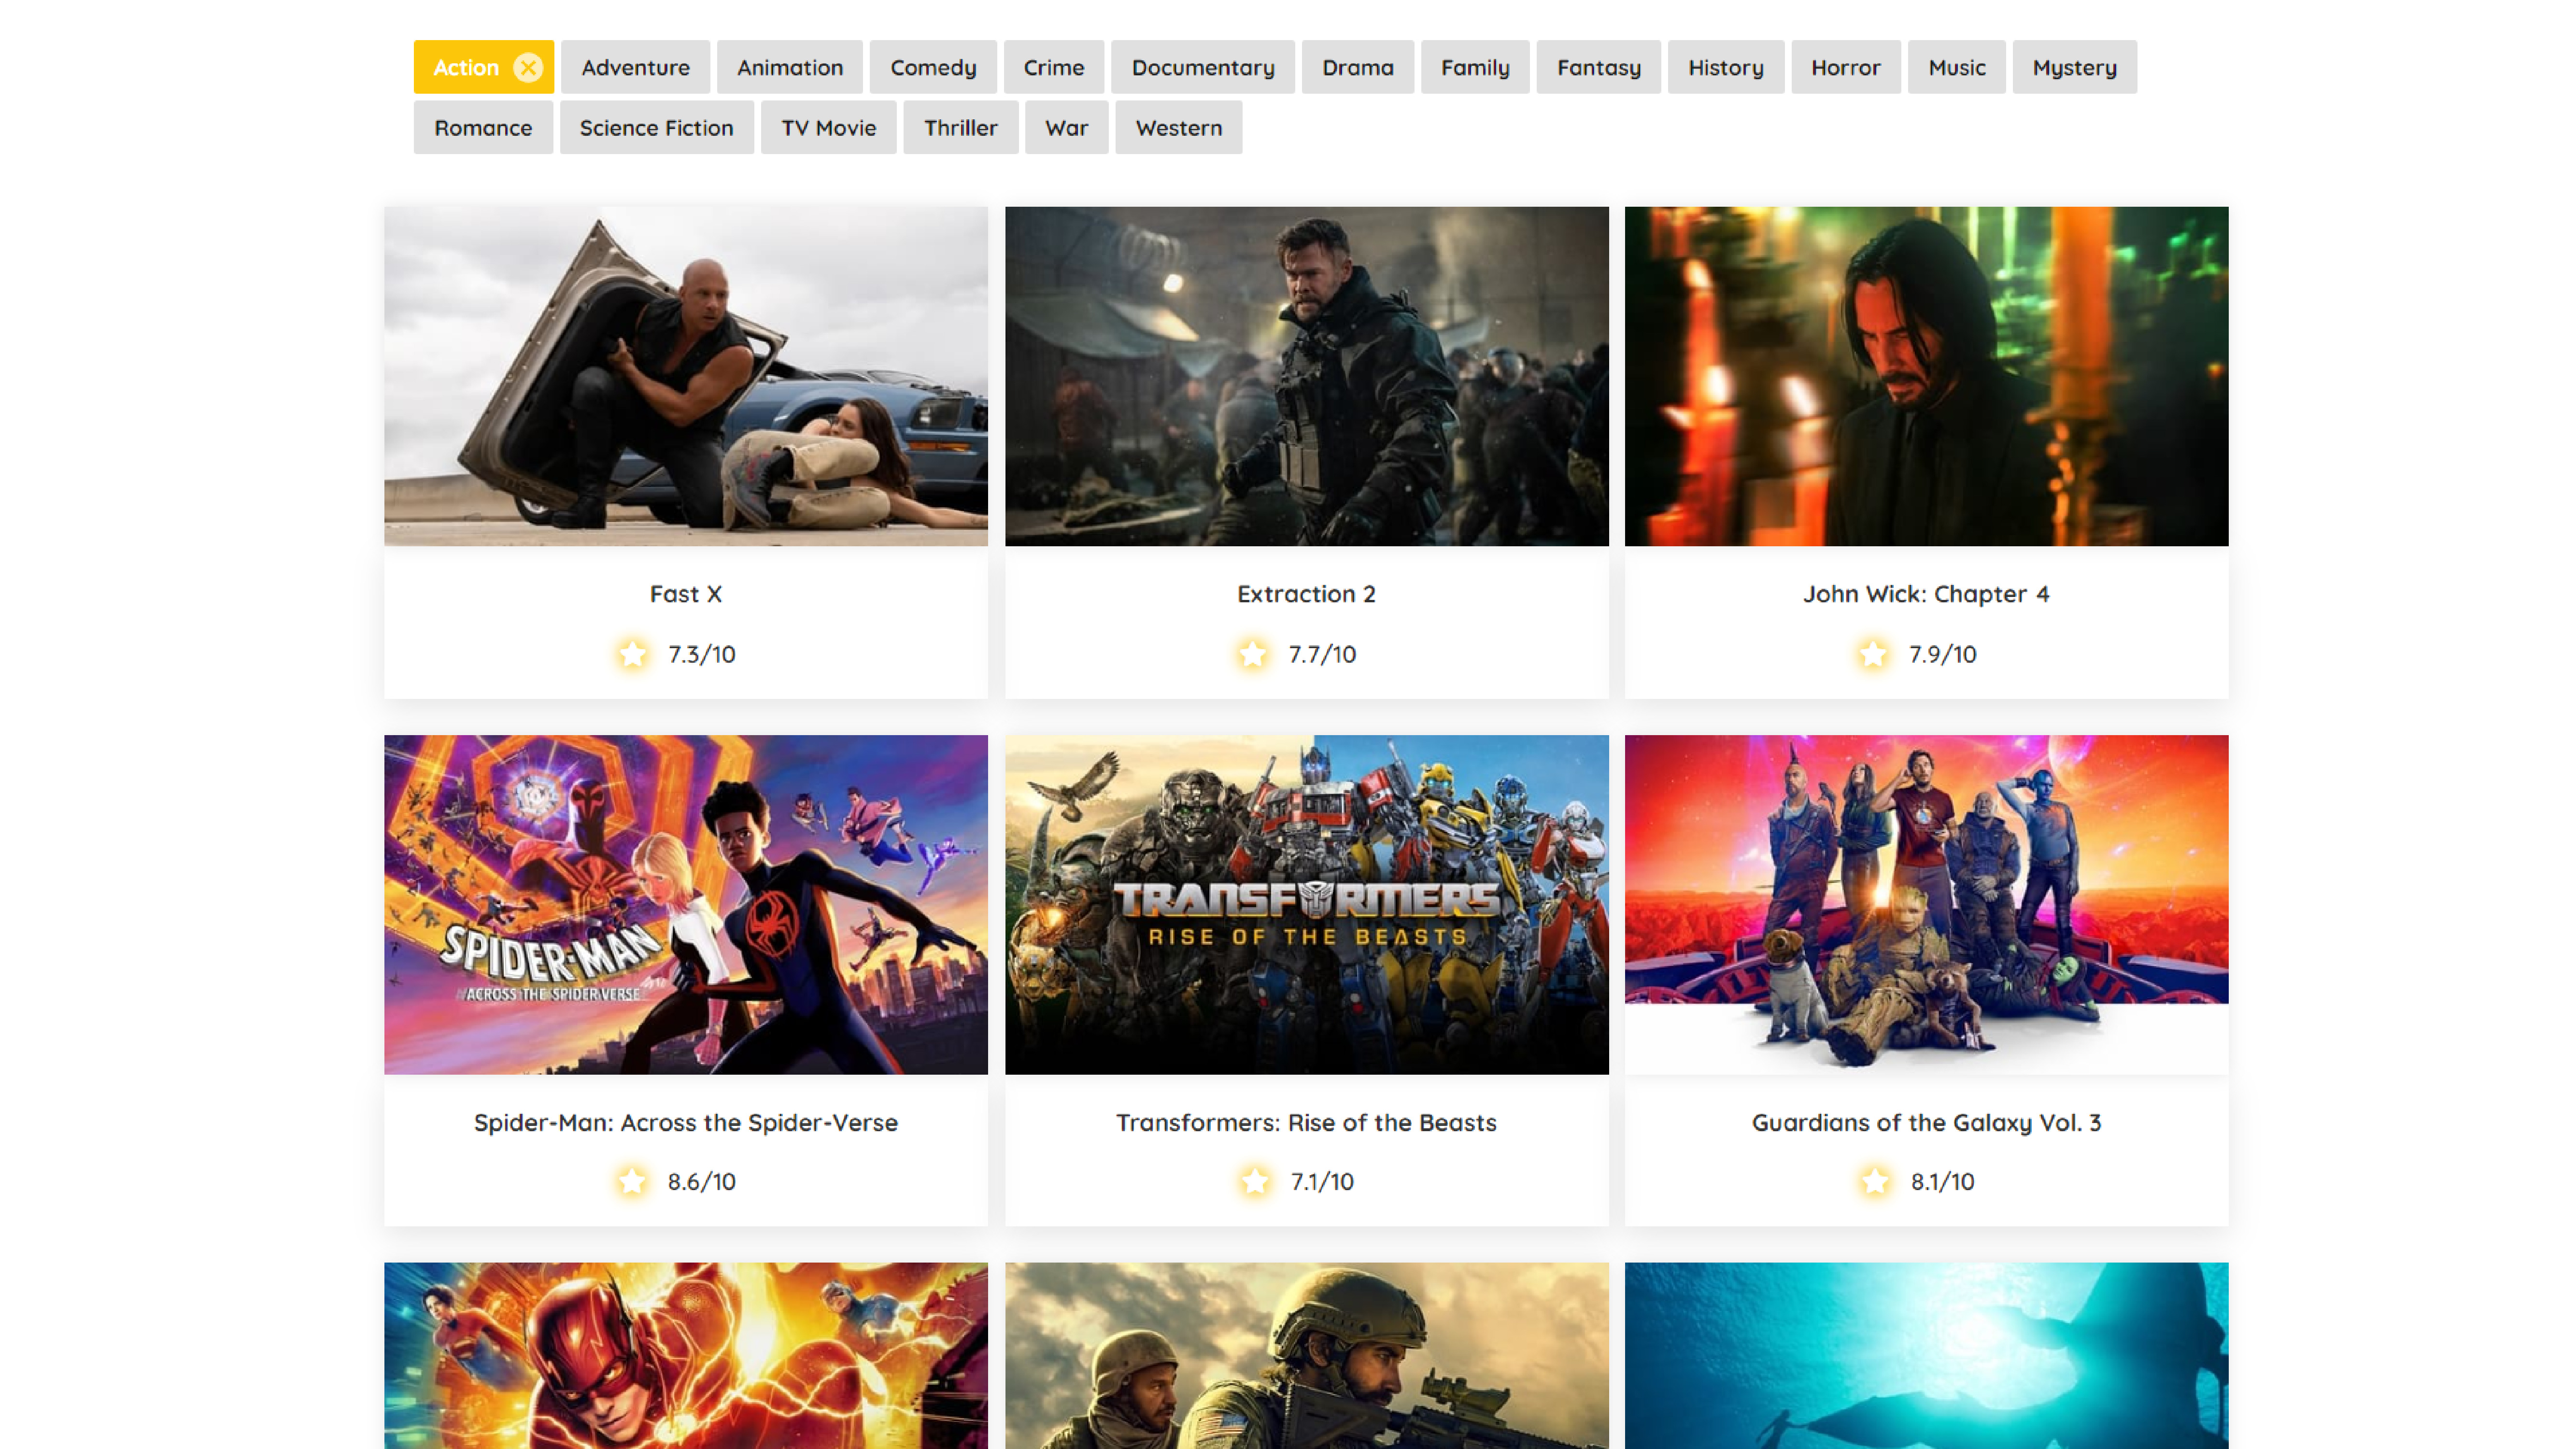 Action Adventure Animation Comedy Crime Documentary Drama Family Fantasy History Horror Music Mystery
Romance Science Fiction TV Movie Thriller War Western
Fast X
7.3/10
Extraction 2
7.7/10
John Wick: Chapter 4
7.9/10
SPIDER-MAN
ACROSS THE SPIDER-VERSE
TRANSFORMERS
RISE OF THE BEASTS
Spider-Man: Across the Spider-Verse
8.6/10
Transformers: Rise of the Beasts
7.1/10
Guardians of the Galaxy Vol. 3
8.1/10